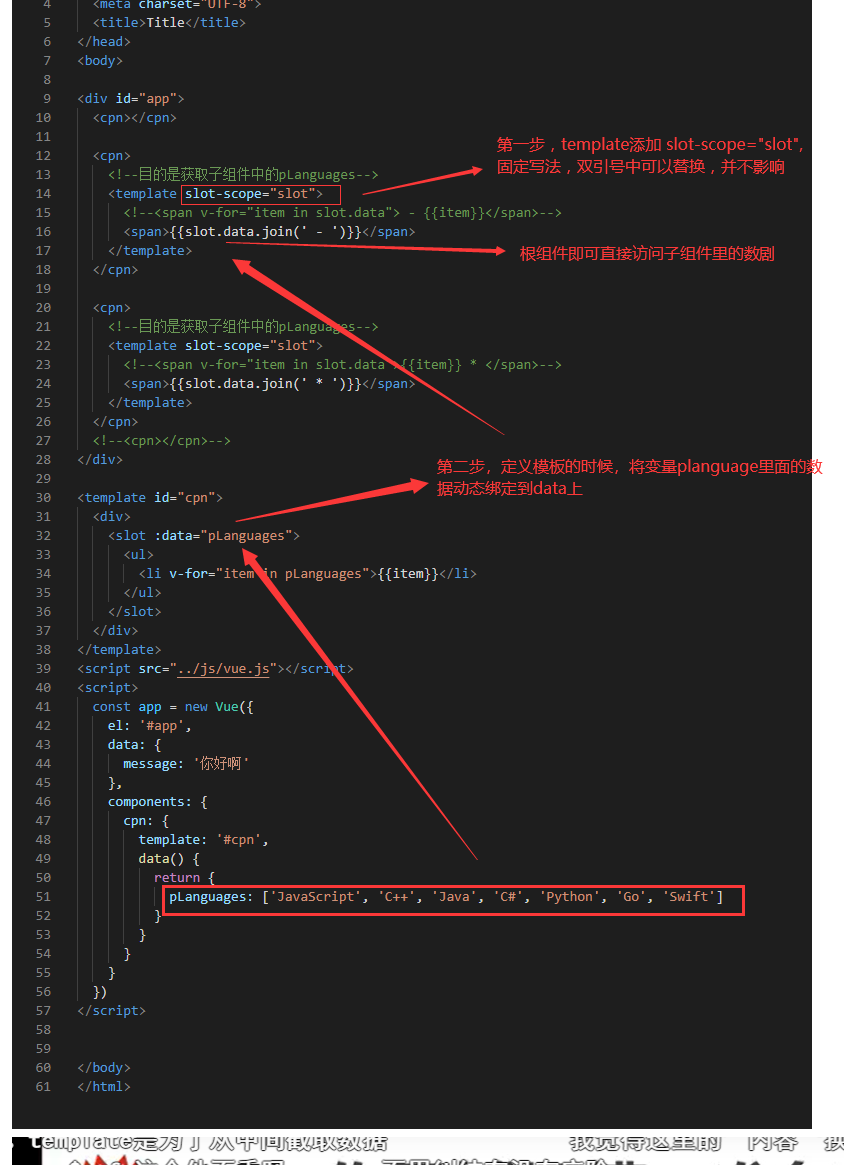 4 <meta charset="UTF-8">
5 <title>Title</title>
6 </head>
7 <body>
8
9 <div id="app">
10 <cpn></cpn>
11
第一步，template添加 slot-scope="slot",
12 <cpn>
固定写法，双引号中可以替换，并不影响
13 <!--目的是获取子组件中的pLanguages-->
14 <template slot-scope="slot">
15 <!--<span v-for="item in slot.data"> - {{item}}</span>-->
16 <span>{{slot.data.join(' - ')}}</span>
17 </template>
根组件即可直接访问子组件里的数剧
18 </cpn>
19
20 <cpn>
21 <!--目的是获取子组件中的pLanguages-->
22 <template slot-scope="slot">
23 <!--<span v-for="item in slot.data >{{item}} * </span>-->
24 <span>{{slot.data.join(' * ')}}</span>
25 </template>
26 </cpn>
27 <!--<cpn></cpn>-->
28 </div>
第二步，定义模板的时候，将变量planguage里面的数
据动态绑定到data上
29
30 <template id="cpn">
31 <div>
32 <slot :data="pLanguages">
33 <ul>
34 <li v-for="item in pLanguages">{{item}}</li>
35 </ul>
36 </slot>
37 </div>
38 </template>
39 <script src="../js/vue.js"></script>
40 <script>
41 const app = new Vue({
42 el: '#app',
43 data: {
44 message: '你好啊'
45 },
46 components: {
47 cpn: {
48 template: '#cpn',
49 data() {
50 return {
51 pLanguages: ['JavaScript', 'C++', 'Java', 'C#', 'Python', 'Go', 'Swift']
52 }
53 }
54 }
55 }
56 })
57 </script>
58
59
60 </body>
61 </html>
template是为了从中间截取数据 我觉得这里的 内容